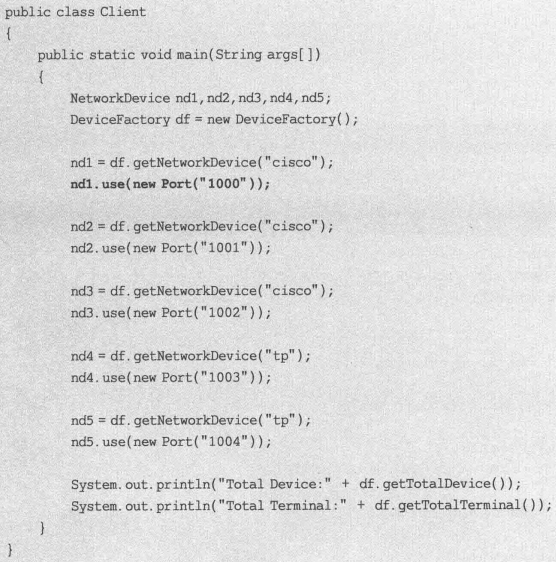 public class Client
{
    public static void main(String args[ ])
    {
        NetworkDevice nd1,nd2,nd3,nd4,nd5;
        DeviceFactory df = new DeviceFactory();

        nd1 = df.getNetworkDevice("cisco");
        nd1.use(new Port("1000"));

        nd2 = df.getNetworkDevice("cisco");
        nd2.use(new Port("1001"));

        nd3 = df.getNetworkDevice("cisco");
        nd3.use(new Port("1002"));

        nd4 = df.getNetworkDevice("tp");
        nd4.use(new Port("1003"));

        nd5 = df.getNetworkDevice("tp");
        nd5.use(new Port("1004"));

        System.out.println("Total Device:" + df.getTotalDevice());
        System.out.println("Total Terminal:" + df.getTotalTerminal());
    }
}